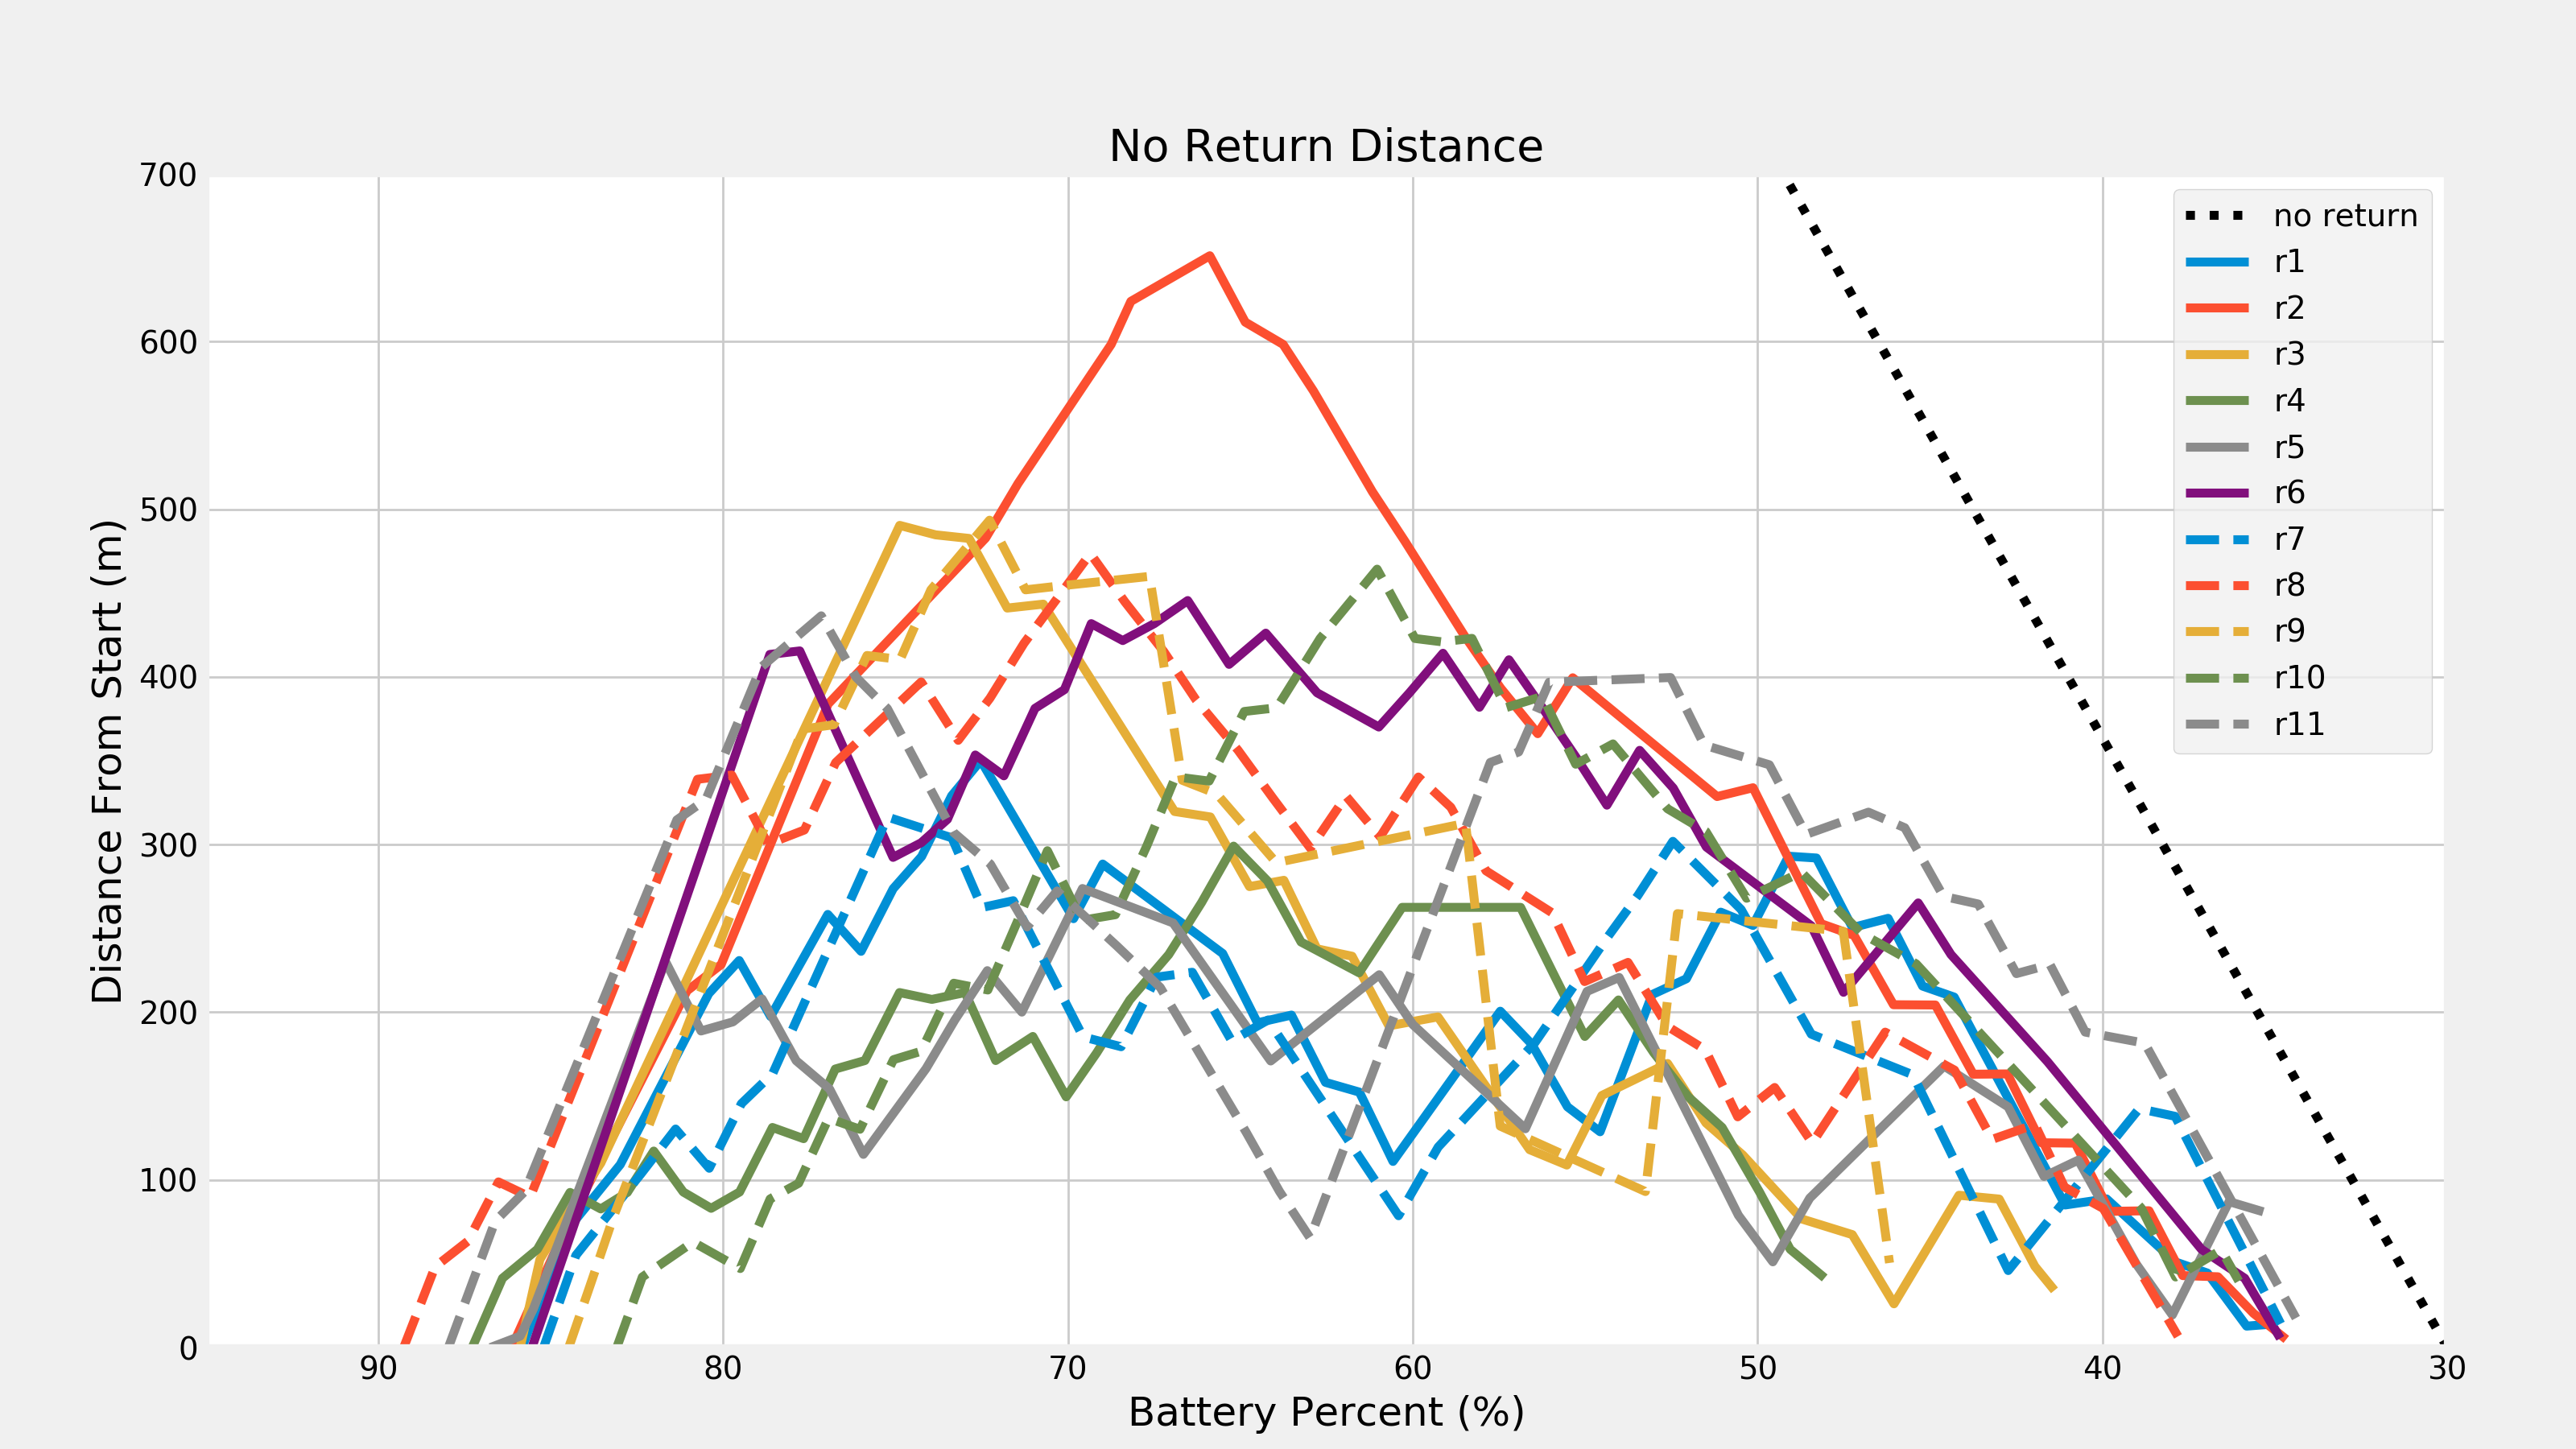 No Return Distance
700
600
500
400
300
200
100
0
Distance From Start (m)
90
80
70
60
50
40
30
Battery Percent (%)
no return
r1
r2
r3
r4
r5
r6
r7
r8
r9
r10
r11